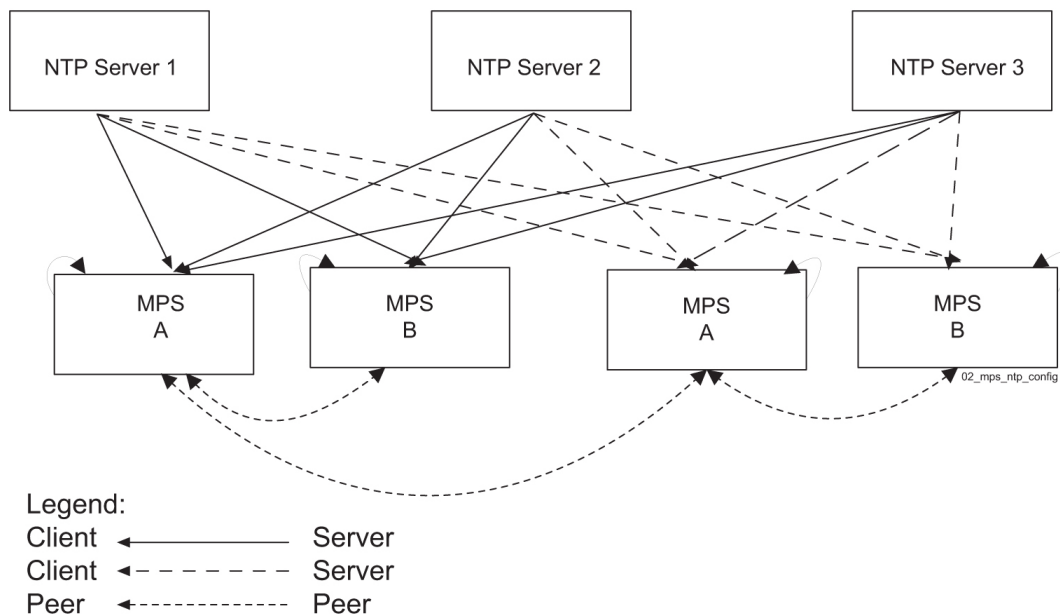 NTP Server 1
NTP Server 2
NTP Server 3
MPS
A
MPS
B
MPS
A
MPS
B
02_mps_ntp_config
Legend:
Client Server
Client Server
Peer Peer